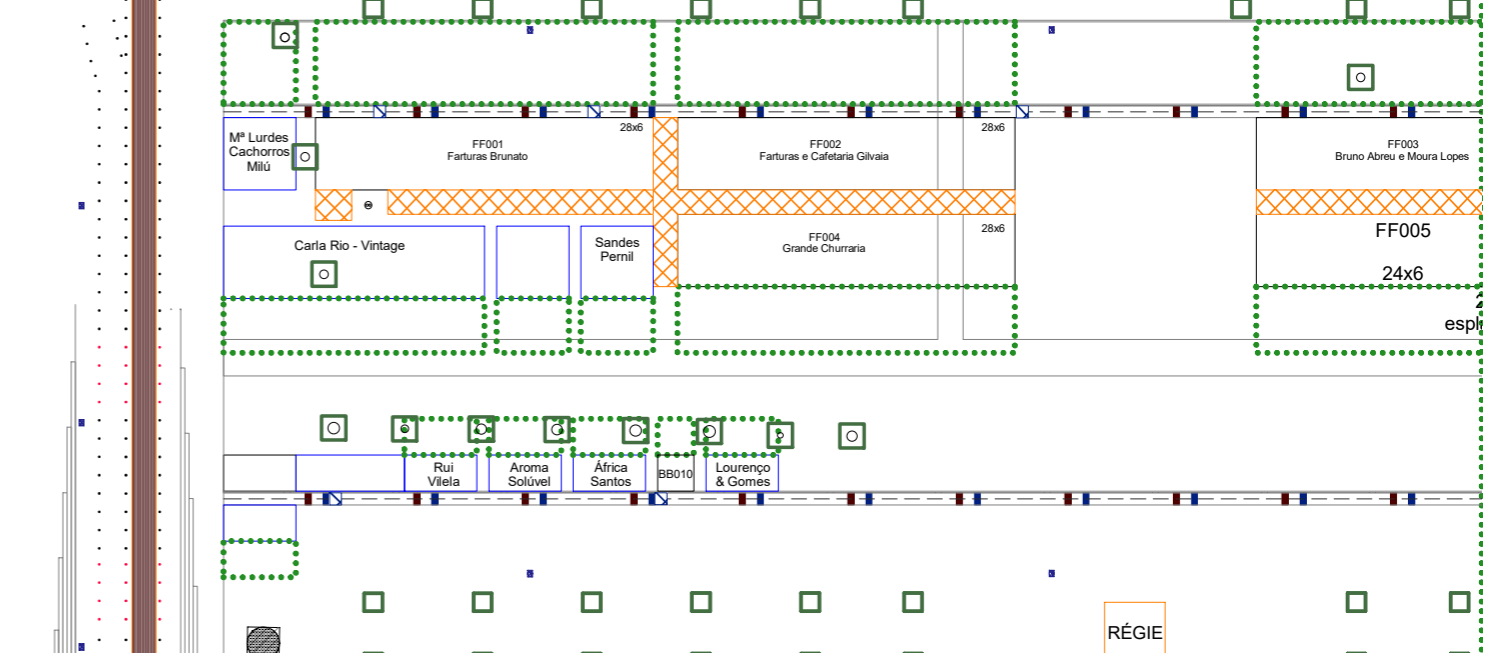 Mª Lurdes
Cachorros
Milú
28x6
FF001
Farturas Brunato
28x6
FF002
Farturas e Cafetaria Gilvaia
FF003
Bruno Abreu e Moura Lopes
Carla Rio - Vintage
Sandes
Pernil
28x6
FF004
Grande Churraria
FF005
24x6
Rui
Vilela
Aroma
Solúvel
África
Santos
BB010
Lourenço
& Gomes
RÉGIE